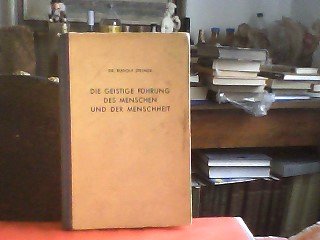 DR. RUDOLF STEINER
DIE GEISTIGE FÜHRUNG
DES MENSCHEN
UND DER MENSCHHEIT